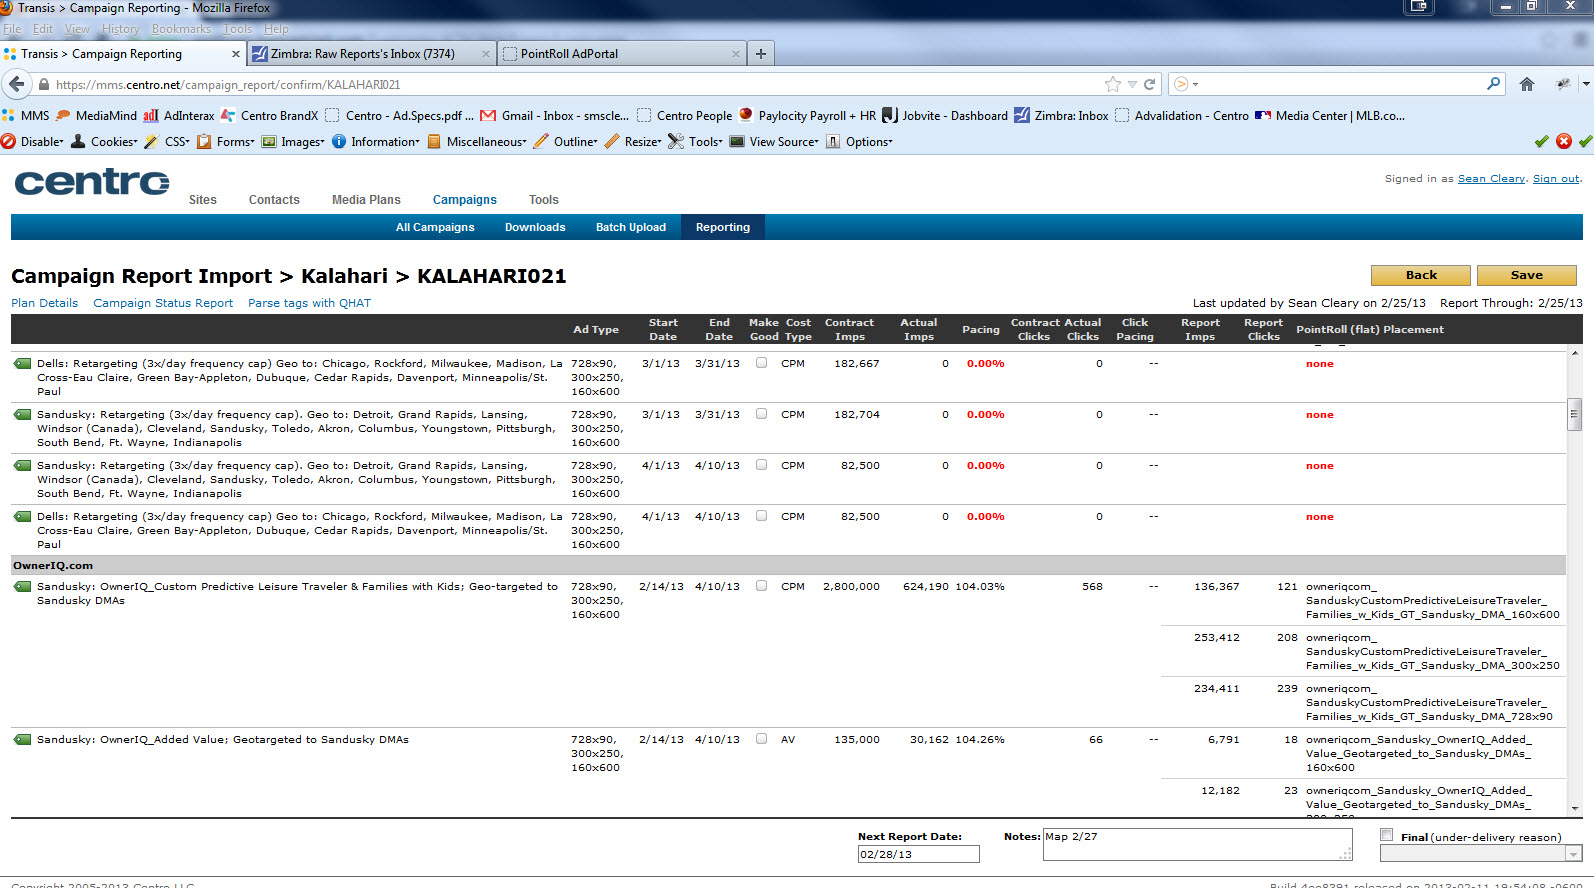 Transis > Campaign Reporting - Mozilla Firefox
File Edit View History Bookmarks Tools Help
Transis > Campaign Reporting × Zimbra: Raw Reports's Inbox (7374) × PointRoll AdPortal × +
https://mms.centro.net/campaign_report/confirm/KALAHARI021
MMS MediaMind AdInterax Centro BrandX Centro - Ad.Specs.pdf ... Gmail - Inbox - smscle... Centro People Paylocity Payroll + HR Jobvite - Dashboard Zimbra: Inbox Advalidation - Centro Media Center | MLB.co...
Disable Cookies CSS Forms Images Information Miscellaneous Outline Resize Tools View Source Options
centro
Signed in as Sean Cleary. Sign out.
Sites Contacts Media Plans Campaigns Tools
All Campaigns Downloads Batch Upload Reporting
Campaign Report Import > Kalahari > KALAHARI021
Back Save
Plan Details Campaign Status Report Parse tags with QHAT
Last updated by Sean Cleary on 2/25/13 Report Through: 2/25/13
Start End Make Cost Contract Actual Contract Actual Click Report Report
Ad Type Pacing PointRoll (flat) Placement
Date Date Good Type Imps Imps Clicks Clicks Pacing Imps Clicks
Dells: Retargeting (3x/day frequency cap) Geo to: Chicago, Rockford, Milwaukee, Madison, La 728x90, 3/1/13 3/31/13 CPM 182,667 0 0.00% 0 -- none
Cross-Eau Claire, Green Bay-Appleton, Dubuque, Cedar Rapids, Davenport, Minneapolis/St. 300x250,
Paul 160x600
Sandusky: Retargeting (3x/day frequency cap). Geo to: Detroit, Grand Rapids, Lansing, 728x90, 3/1/13 3/31/13 CPM 182,704 0 0.00% 0 -- none
Windsor (Canada), Cleveland, Sandusky, Toledo, Akron, Columbus, Youngstown, Pittsburgh, 300x250,
South Bend, Ft. Wayne, Indianapolis 160x600
Sandusky: Retargeting (3x/day frequency cap). Geo to: Detroit, Grand Rapids, Lansing, 728x90, 4/1/13 4/10/13 CPM 82,500 0 0.00% 0 -- none
Windsor (Canada), Cleveland, Sandusky, Toledo, Akron, Columbus, Youngstown, Pittsburgh, 300x250,
South Bend, Ft. Wayne, Indianapolis 160x600
Dells: Retargeting (3x/day frequency cap) Geo to: Chicago, Rockford, Milwaukee, Madison, La 728x90, 4/1/13 4/10/13 CPM 82,500 0 0.00% 0 -- none
Cross-Eau Claire, Green Bay-Appleton, Dubuque, Cedar Rapids, Davenport, Minneapolis/St. 300x250,
Paul 160x600
OwnerIQ.com
Sandusky: OwnerIQ_Custom Predictive Leisure Traveler & Families with Kids; Geo-targeted to 728x90, 2/14/13 4/10/13 CPM 2,800,000 624,190 104.03% 568 -- 136,367 121 owneriqcom_
Sandusky DMAs 300x250, SanduskyCustomPredictiveLeisureTraveler_
160x600 Families_w_Kids_GT_Sandusky_DMA_160x600
253,412 208 owneriqcom_
SanduskyCustomPredictiveLeisureTraveler_
Families_w_Kids_GT_Sandusky_DMA_300x250
234,411 239 owneriqcom_
SanduskyCustomPredictiveLeisureTraveler_
Families_w_Kids_GT_Sandusky_DMA_728x90
Sandusky: OwnerIQ_Added Value; Geotargeted to Sandusky DMAs 728x90, 2/14/13 4/10/13 AV 135,000 30,162 104.26% 66 -- 6,791 18 owneriqcom_Sandusky_OwnerIQ_Added_
300x250, Value_Geotargeted_to_Sandusky_DMAs_
160x600 160x600
12,182 23 owneriqcom_Sandusky_OwnerIQ_Added_
Value_Geotargeted_to_Sandusky_DMAs_
Next Report Date: Notes: Map 2/27 Final (under-delivery reason)
02/28/13
Copyright 2005-2013 Centro LLC Build 4ee8391 released on 2013-02-11 19:54:08 -0600